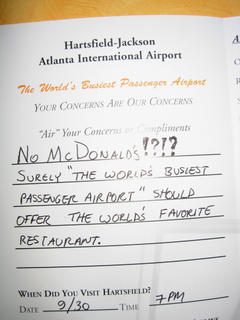 Hartsfield-Jackson
Atlanta International Airport
The World's Busiest Passenger Airport
YOUR CONCERNS ARE OUR CONCERNS
"Air" Your Concerns or Compliments
NO MCDONALD'S!?!?
SURELY "THE WORLD'S BUSIEST
PASSENGER AIRPORT" SHOULD
OFFER THE WORLD'S FAVORITE
RESTAURANT.
WHEN DID YOU VISIT HARTSFIELD?
DATE 9/30 TIME 7PM